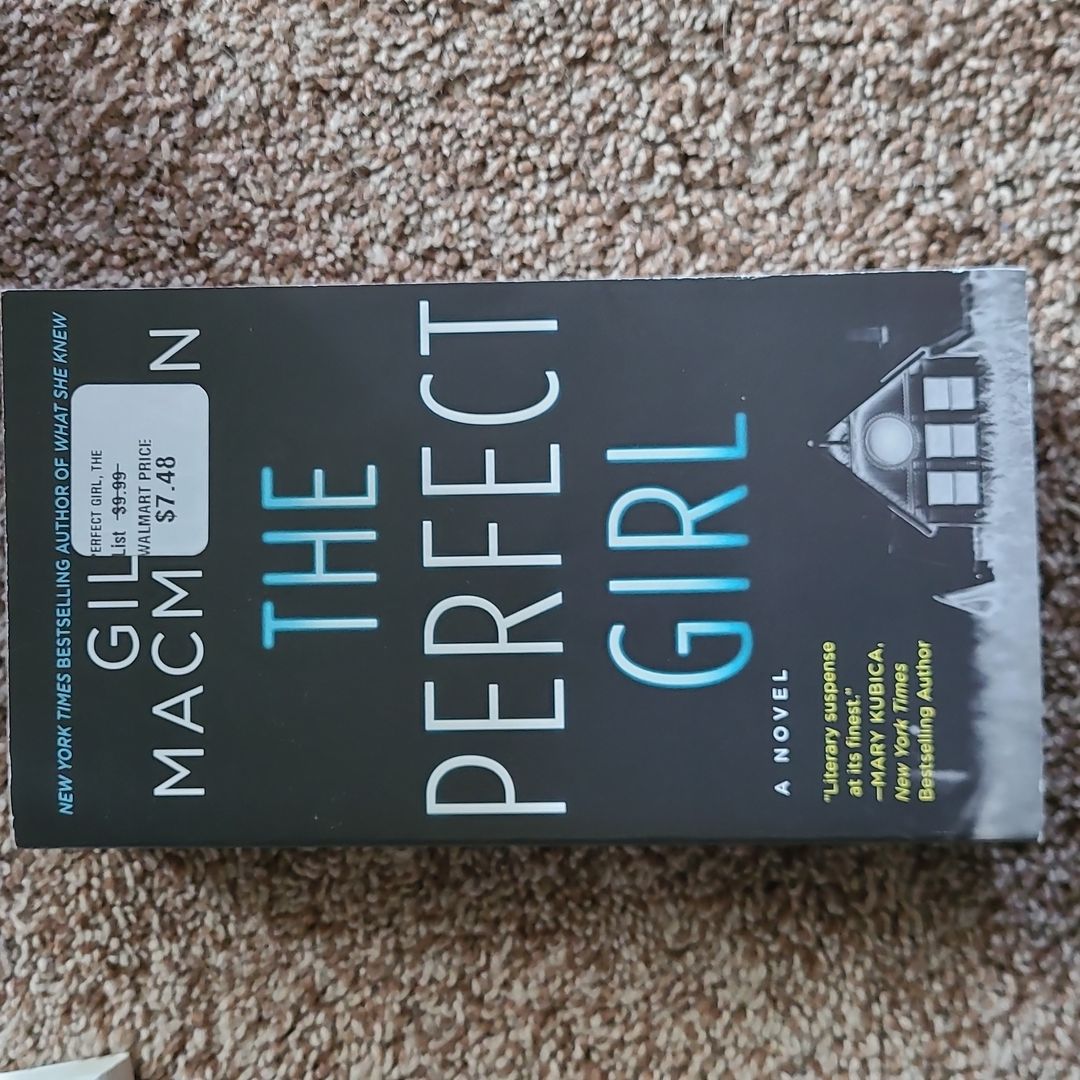 NEW YORK TIMES BESTSELLING AUTHOR OF WHAT SHE KNEW
GIL
MACM N
ERFECT GIRL, THE
List $9.99
WALMART PRICE:
$7.48
THE
PERFECT
GIRL
A NOVEL
"Literary suspense
at its finest."
—MARY KUBICA,
New York Times
Bestselling Author